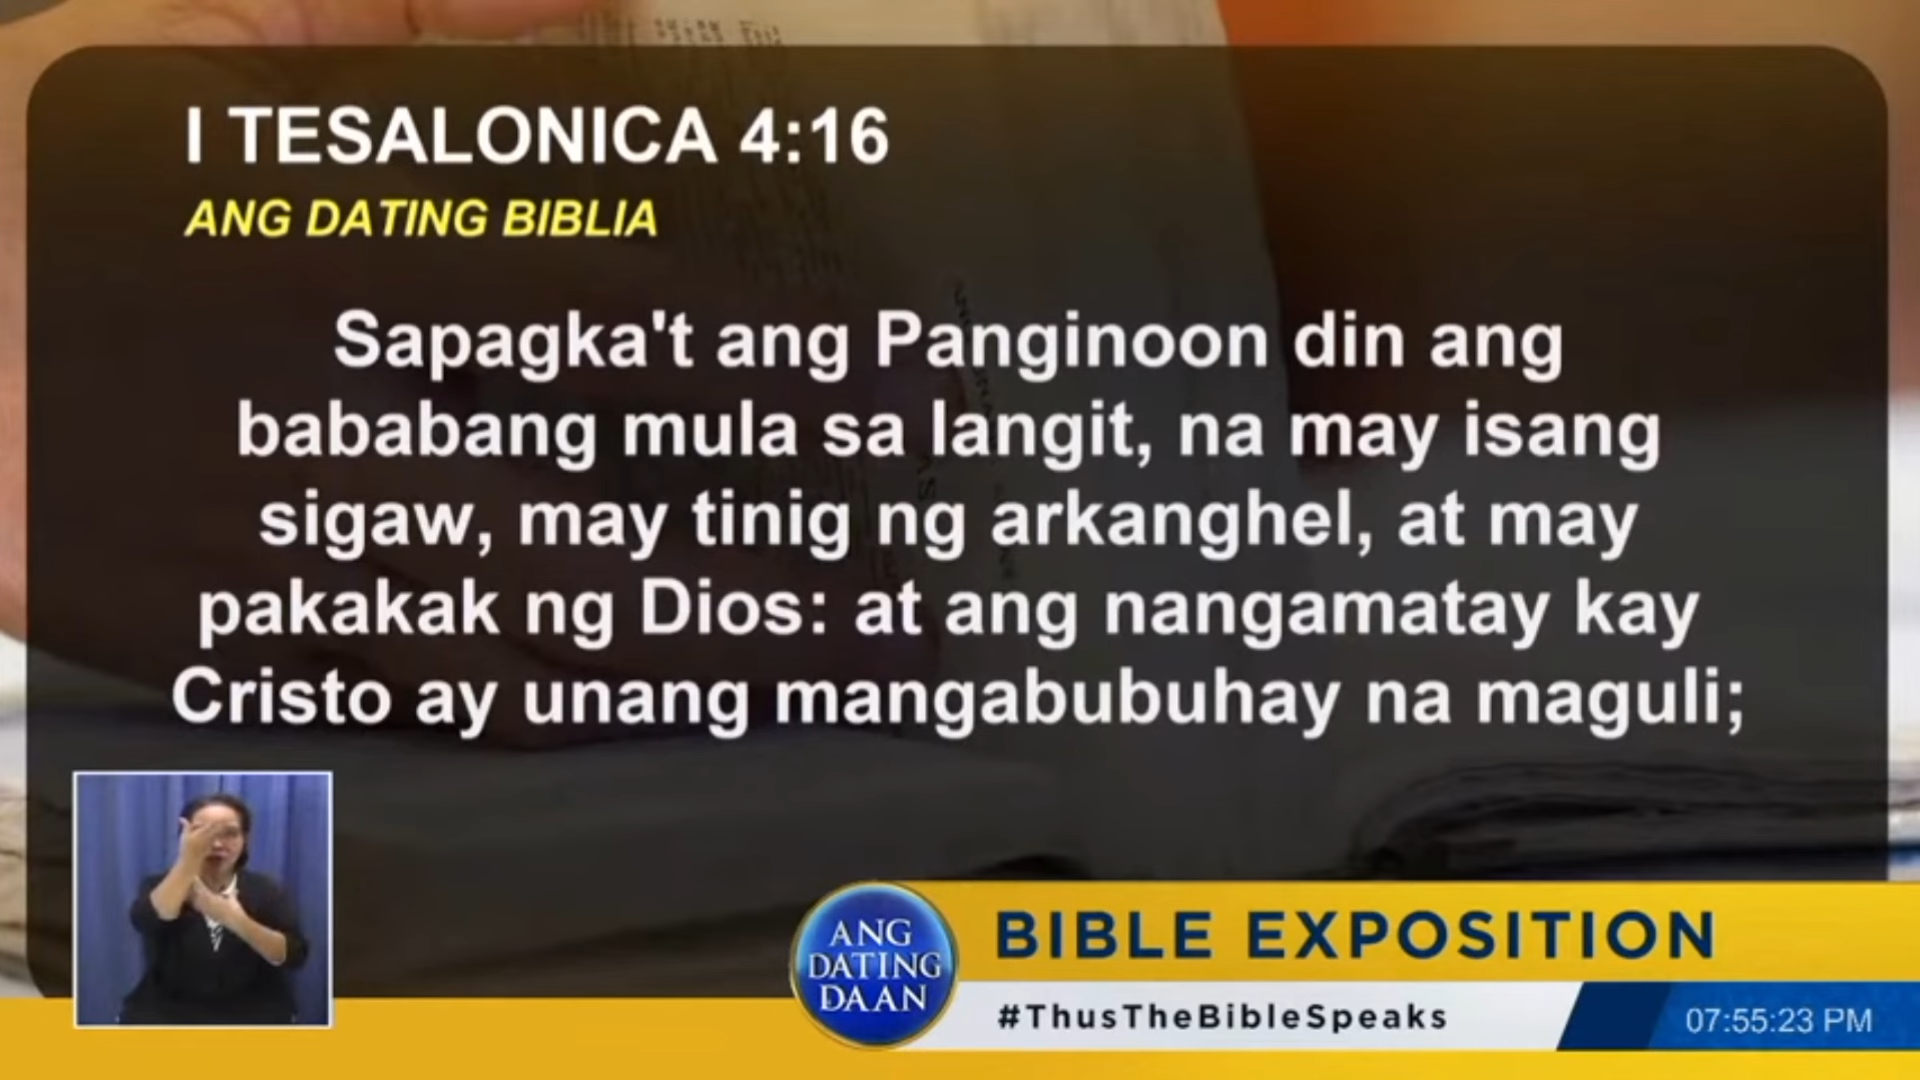 I TESALONICA 4:16
ANG DATING BIBLIA
Sapagka't ang Panginoon din ang
bababang mula sa langit, na may isang
sigaw, may tinig ng arkanghel, at may
pakakak ng Dios: at ang nangamatay kay
Cristo ay unang mangabubuhay na maguli;
ANG
DATING
DAAN
BIBLE EXPOSITION
#ThusTheBibleSpeaks
07:55:23 PM